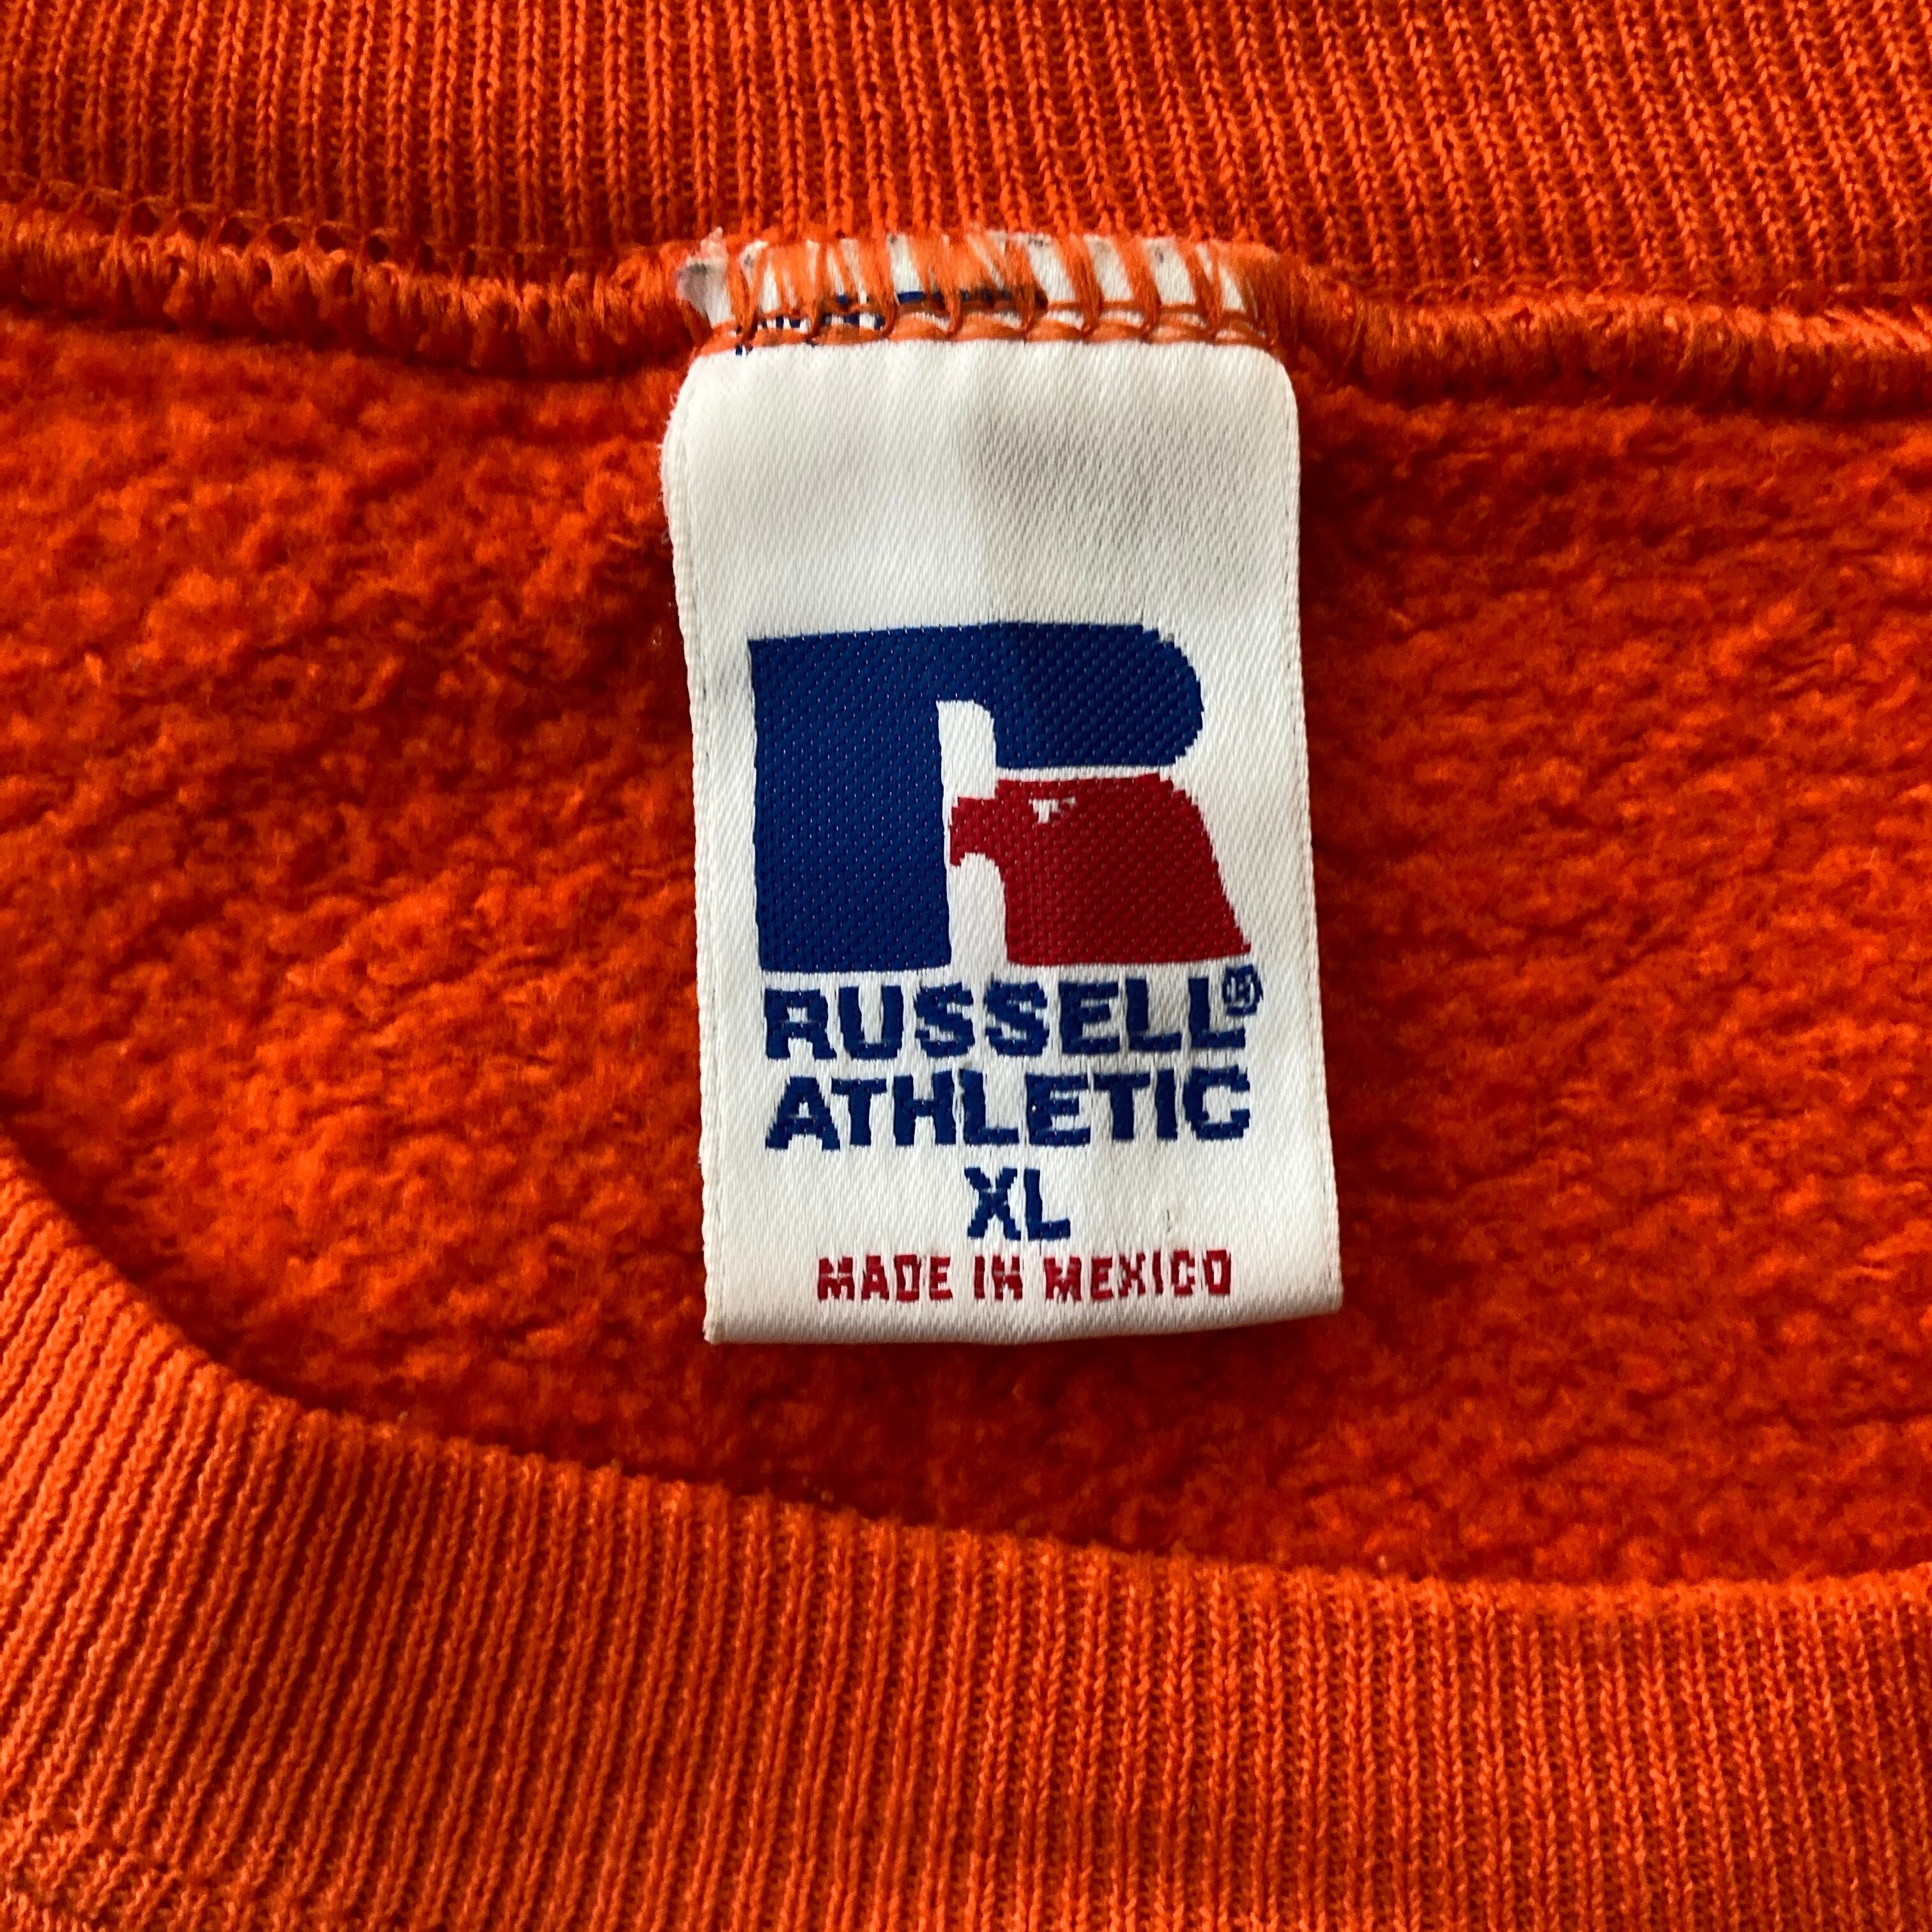 RUSSELL®
ATHLETIC
XL
MADE IN MEXICO